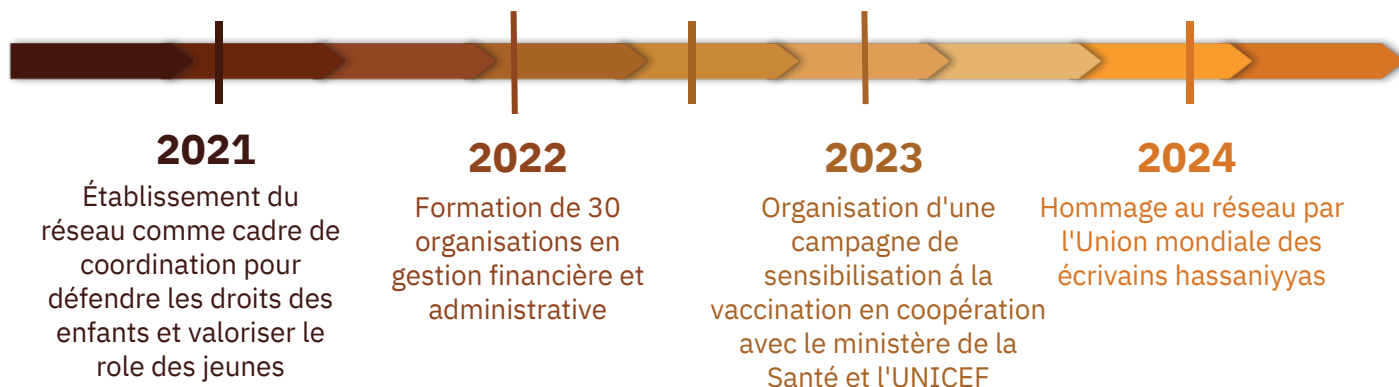 2021
Établissement du
réseau comme cadre de
coordination pour
défendre les droits des
enfants et valoriser le
role des jeunes
2022
Formation de 30
organisations en
gestion financière et
administrative
2023
Organisation d'une
campagne de
sensibilisation á la
vaccination en coopération
avec le ministère de la
Santé et l'UNICEF
2024
Hommage au réseau par
l'Union mondiale des
écrivains hassaniyyas